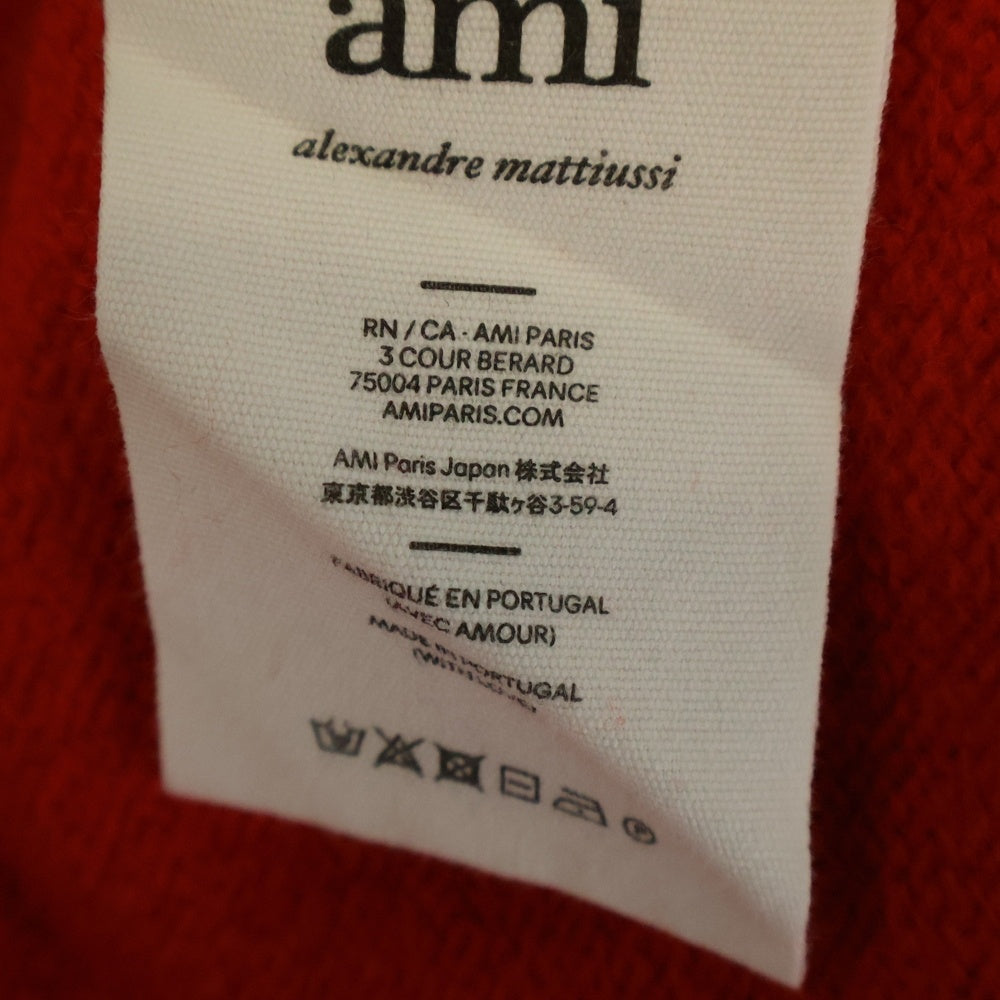 ami
alexandre mattiussi
RN / CA - AMI PARIS
3 COUR BERARD
75004 PARIS FRANCE
AMIPARIS.COM
AMI Paris Japan 株式会社
東京都渋谷区千駄ヶ谷3-59-4
FABRIQUÉ EN PORTUGAL
(AVEC AMOUR)
MADE IN PORTUGAL
(WITH LOVE)
P